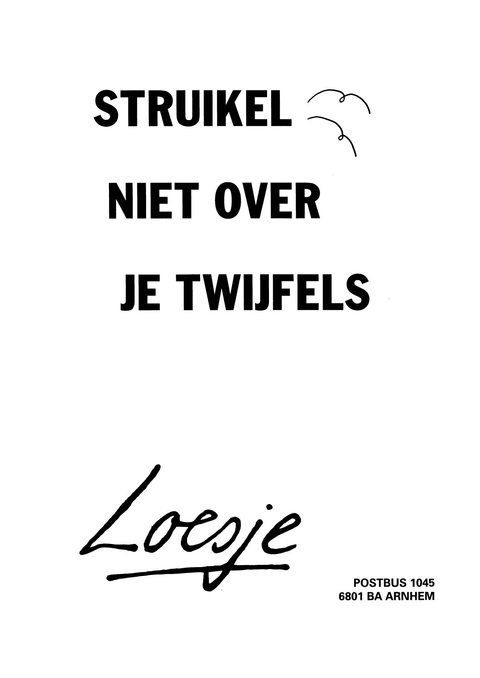 STRUIKEL
NIET OVER
JE TWIJFELS
Loesje
POSTBUS 1045
6801 BA ARNHEM